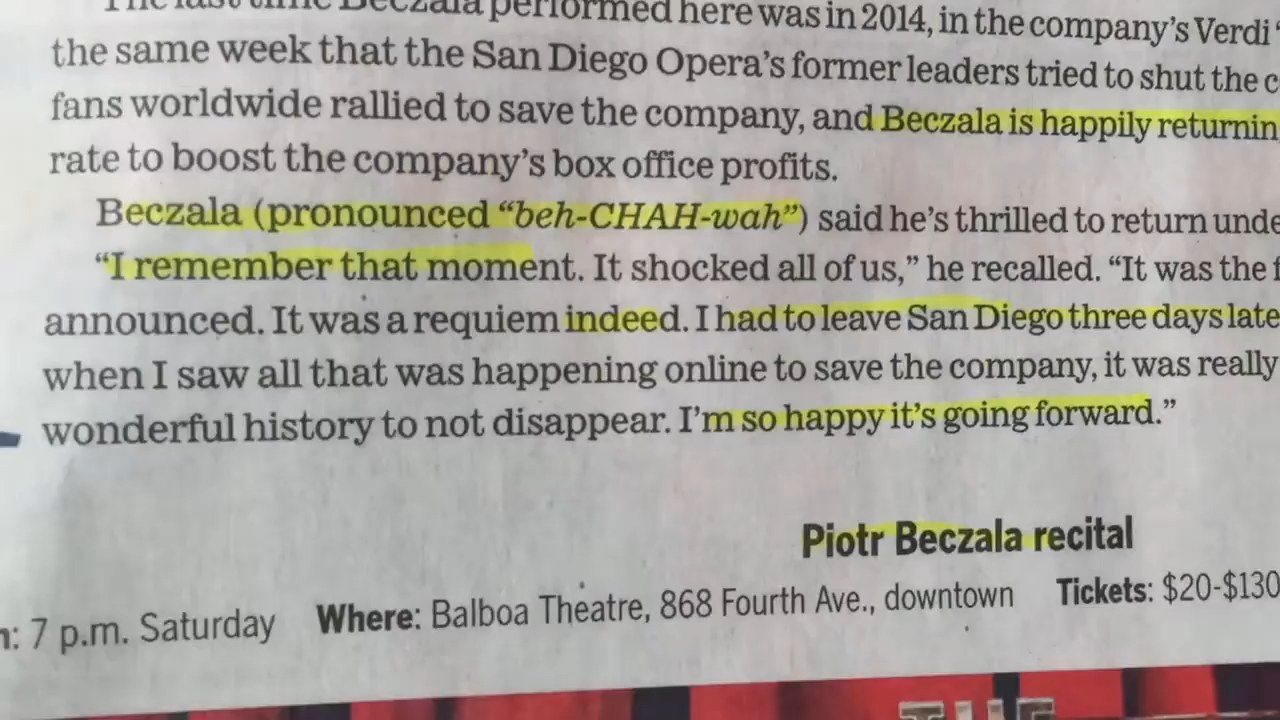 The last time Beczala performed here was in 2014, in the company's Verdi
the same week that the San Diego Opera's former leaders tried to shut the
fans worldwide rallied to save the company, and Beczala is happily returnin
rate to boost the company's box office profits.
Beczala (pronounced “beh-CHAH-wah”) said he's thrilled to return unde
“I remember that moment. It shocked all of us,” he recalled. “It was the
announced. It was a requiem indeed. I had to leave San Diego three days late
when I saw all that was happening online to save the company, it was really
wonderful history to not disappear. I'm so happy it's going forward.”
Piotr Beczala recital
7 p.m. Saturday Where: Balboa Theatre, 868 Fourth Ave., downtown Tickets: $20-$130
THE